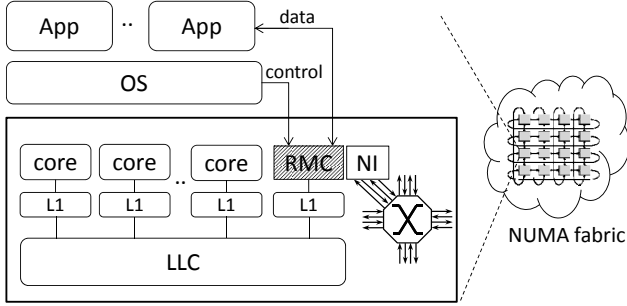 App .. App
data
OS
control
core core .. core RMC NI
L1 L1 L1 L1
LLC
NUMA fabric